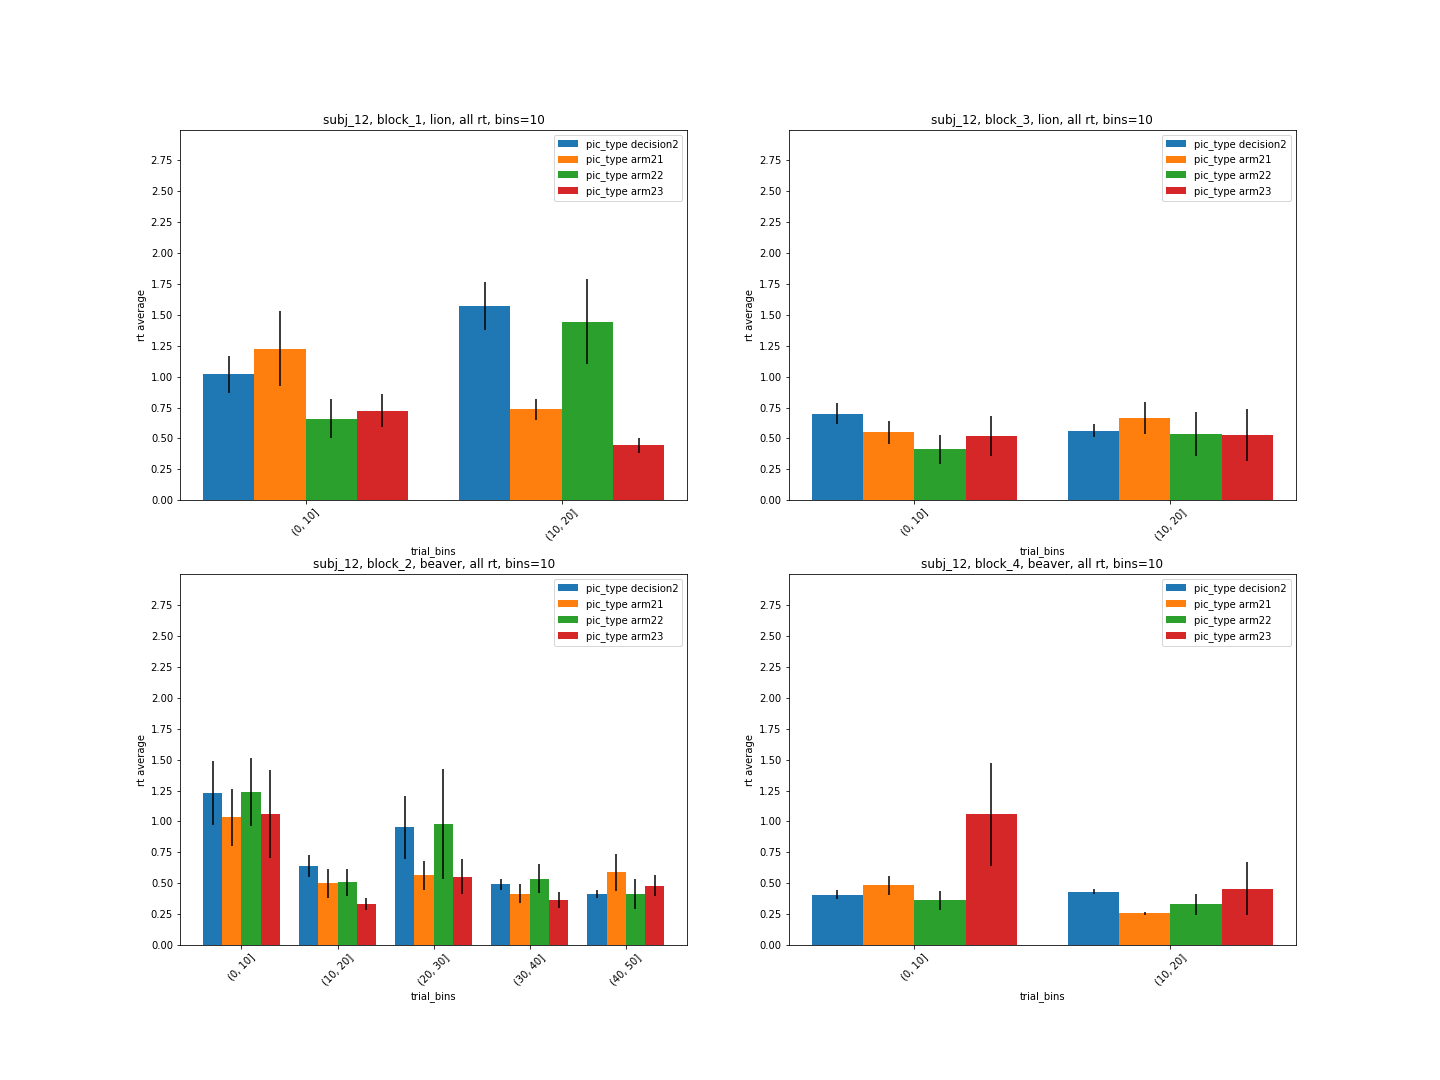 subj_12, block_1, lion, all rt, bins=10
pic_type decision2
pic_type arm21
pic_type arm22
pic_type arm23
2.75
2.50
2.25
2.00
1.75
1.50
1.25
1.00
0.75
0.50
0.25
0.00
rt average
(0, 10]
(10, 20]
trial_bins
subj_12, block_3, lion, all rt, bins=10
pic_type decision2
pic_type arm21
pic_type arm22
pic_type arm23
2.75
2.50
2.25
2.00
1.75
1.50
1.25
1.00
0.75
0.50
0.25
0.00
rt average
(0, 10]
(10, 20]
trial_bins
subj_12, block_2, beaver, all rt, bins=10
pic_type decision2
pic_type arm21
pic_type arm22
pic_type arm23
2.75
2.50
2.25
2.00
1.75
1.50
1.25
1.00
0.75
0.50
0.25
0.00
rt average
(0, 10]
(10, 20]
(20, 30]
(30, 40]
(40, 50]
trial_bins
subj_12, block_4, beaver, all rt, bins=10
pic_type decision2
pic_type arm21
pic_type arm22
pic_type arm23
2.75
2.50
2.25
2.00
1.75
1.50
1.25
1.00
0.75
0.50
0.25
0.00
rt average
(0, 10]
(10, 20]
trial_bins